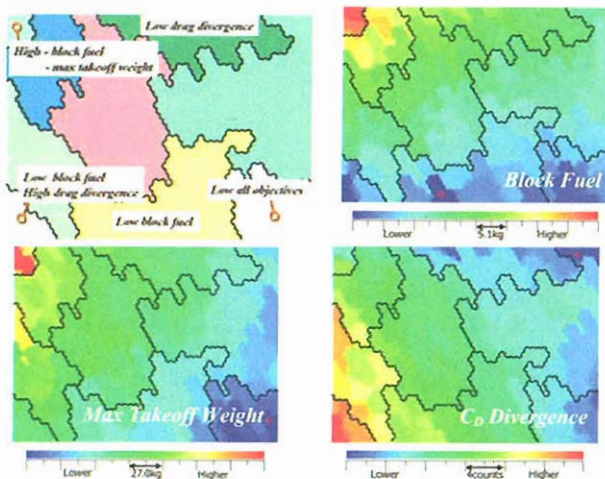 Low drag divergence
High - block fuel
- max takeoff weight
Low block fuel
High drag divergence
Low all objectives
Low block fuel
Block Fuel
Lower 5.1kg Higher
Max Takeoff Weight
Lower 27.0kg Higher
CD Divergence
Lower 4counts Higher